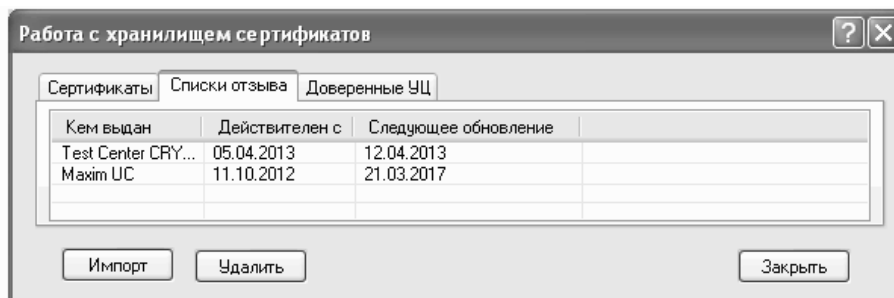 Работа с хранилищем сертификатов
Сертификаты Списки отзыва Доверенные УЦ
Кем выдан Действителен с Следующее обновление
Test Center CRY... 05.04.2013 12.04.2013
Maxim UC 11.10.2012 21.03.2017
Импорт Удалить Закрыть